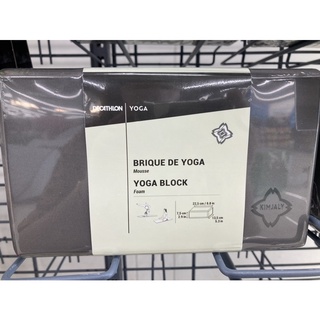 DECATHLON | YOGA
BRIQUE DE YOGA
Mousse
YOGA BLOCK
Foam
KIMJALY